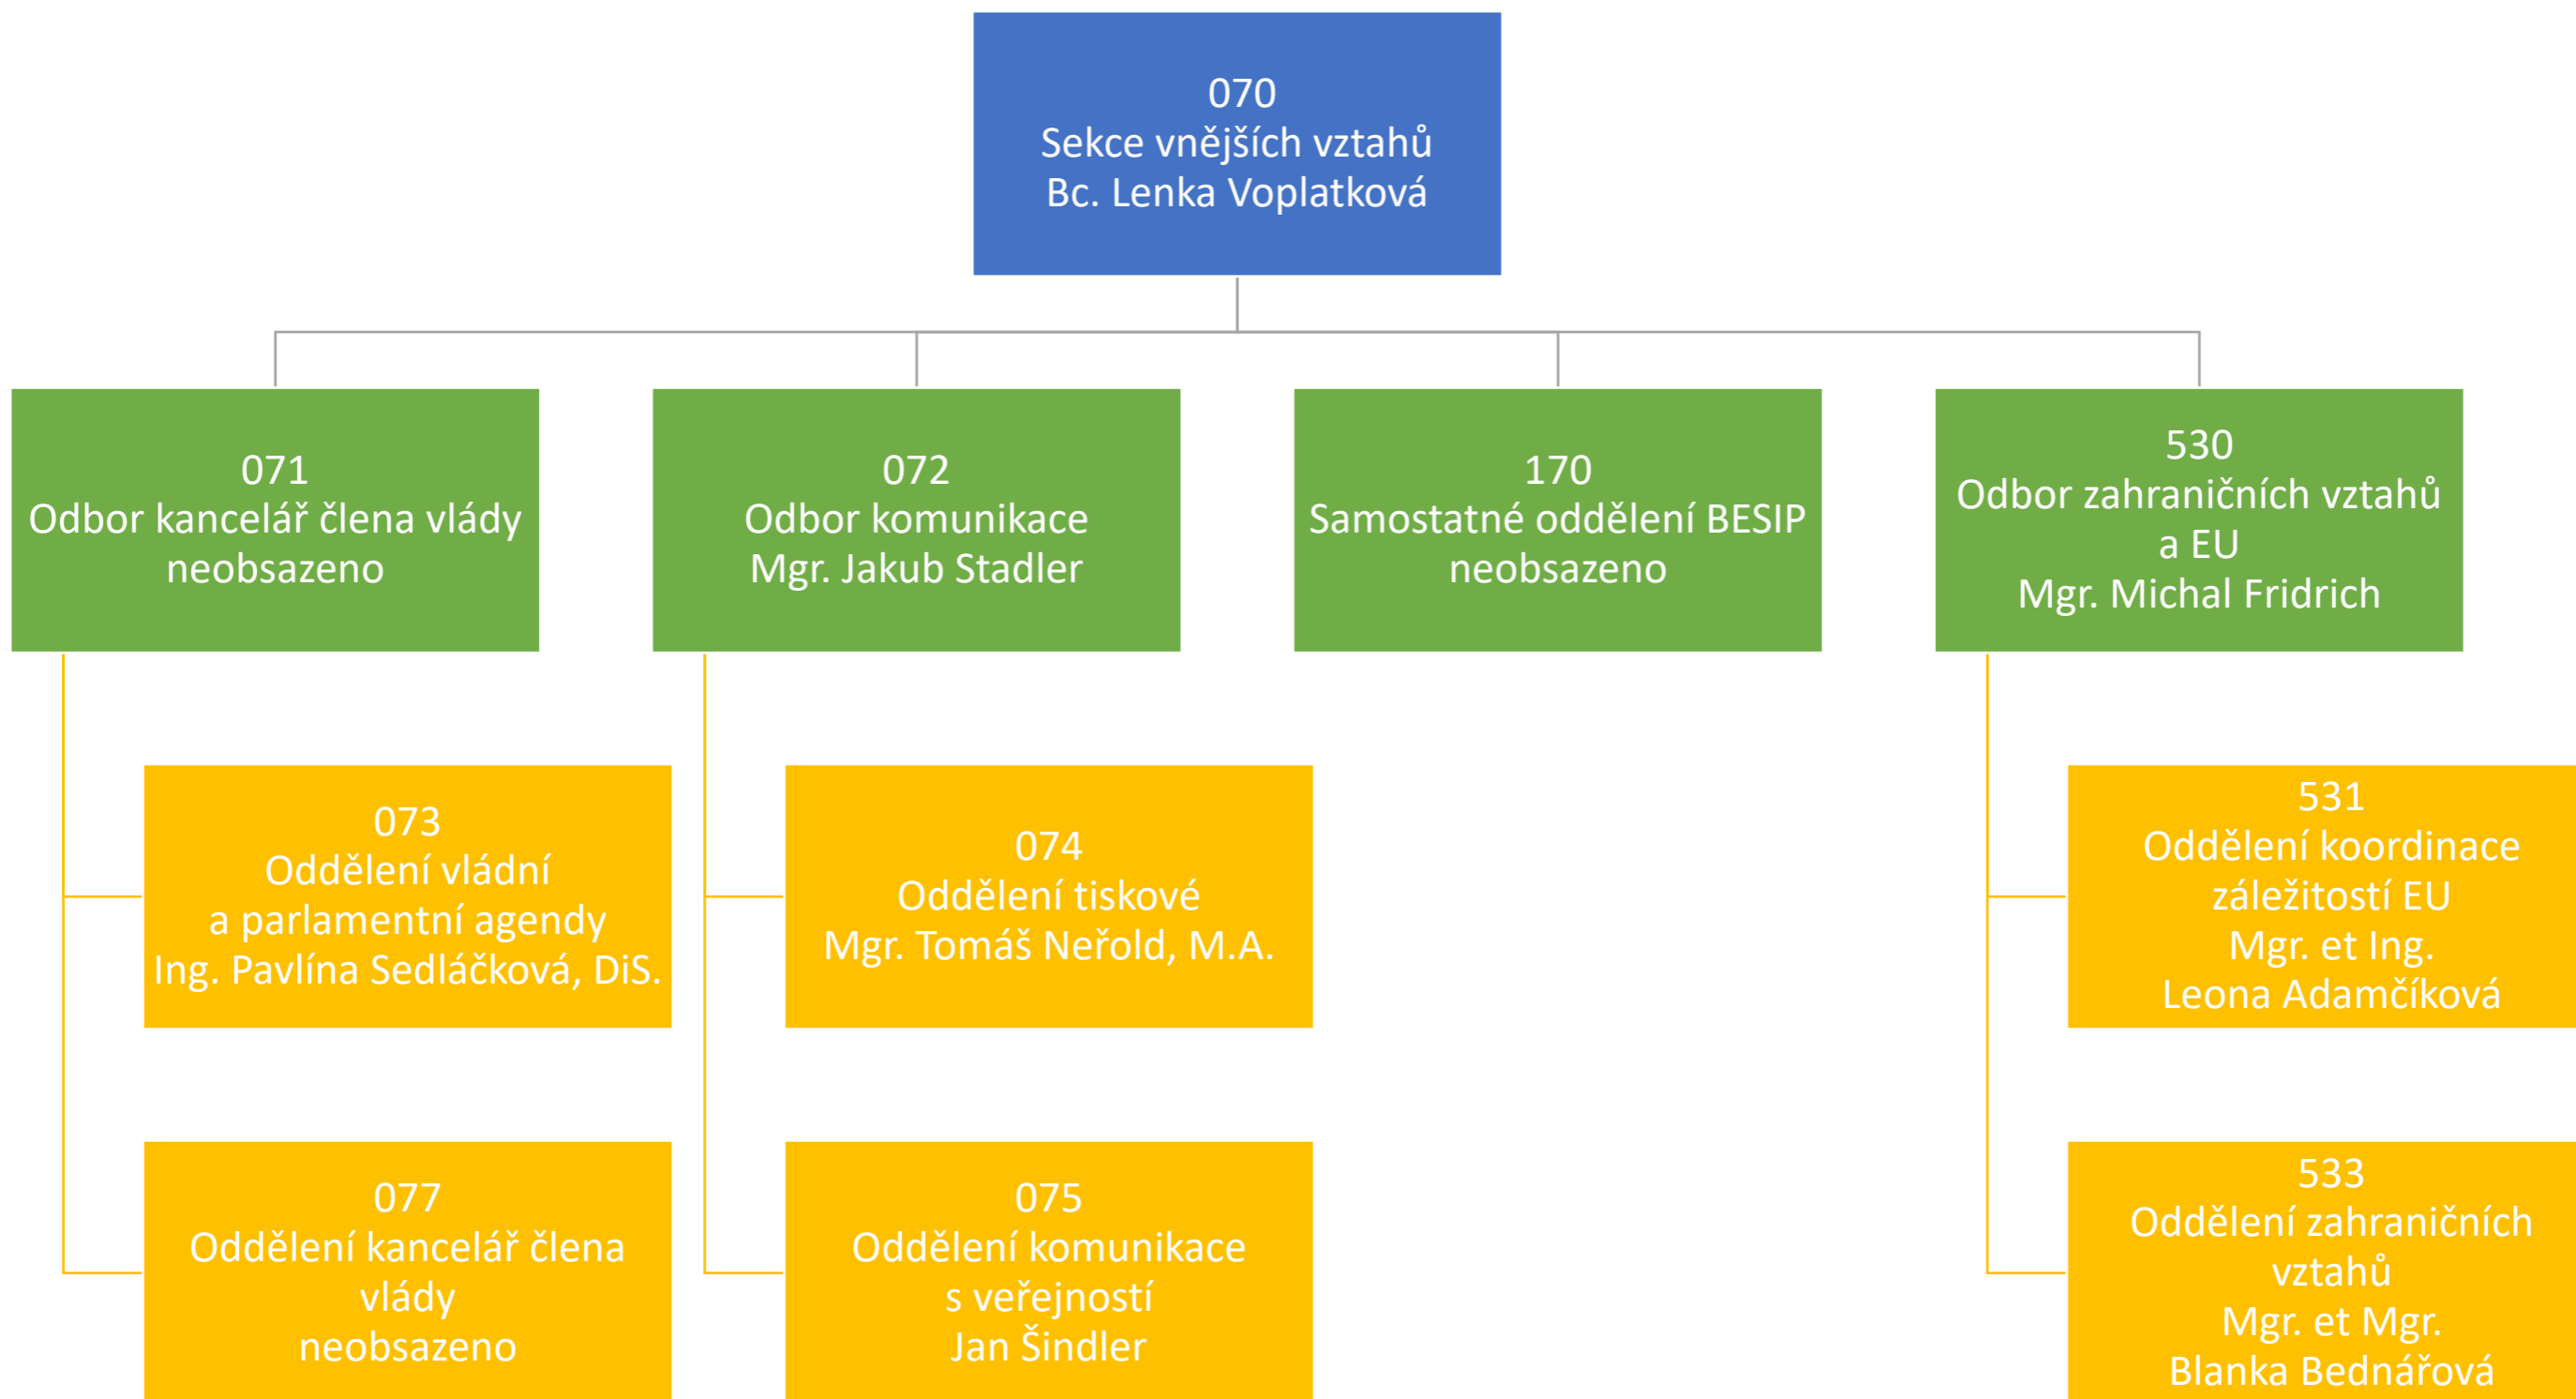 070
Sekce vnějších vztahů
Bc. Lenka Voplatková
071
Odbor kancelář člena vlády
neobsazeno
072
Odbor komunikace
Mgr. Jakub Stadler
170
Samostatné oddělení BESIP
neobsazeno
530
Odbor zahraničních vztahů
a EU
Mgr. Michal Fridrich
073
Oddělení vládní
a parlamentní agendy
Ing. Pavlína Sedláčková, DiS.
074
Oddělení tiskové
Mgr. Tomáš Neřold, M.A.
531
Oddělení koordinace
záležitostí EU
Mgr. et Ing.
Leona Adamčíková
077
Oddělení kancelář člena
vlády
neobsazeno
075
Oddělení komunikace
s veřejností
Jan Šindler
533
Oddělení zahraničních
vztahů
Mgr. et Mgr.
Blanka Bednářová